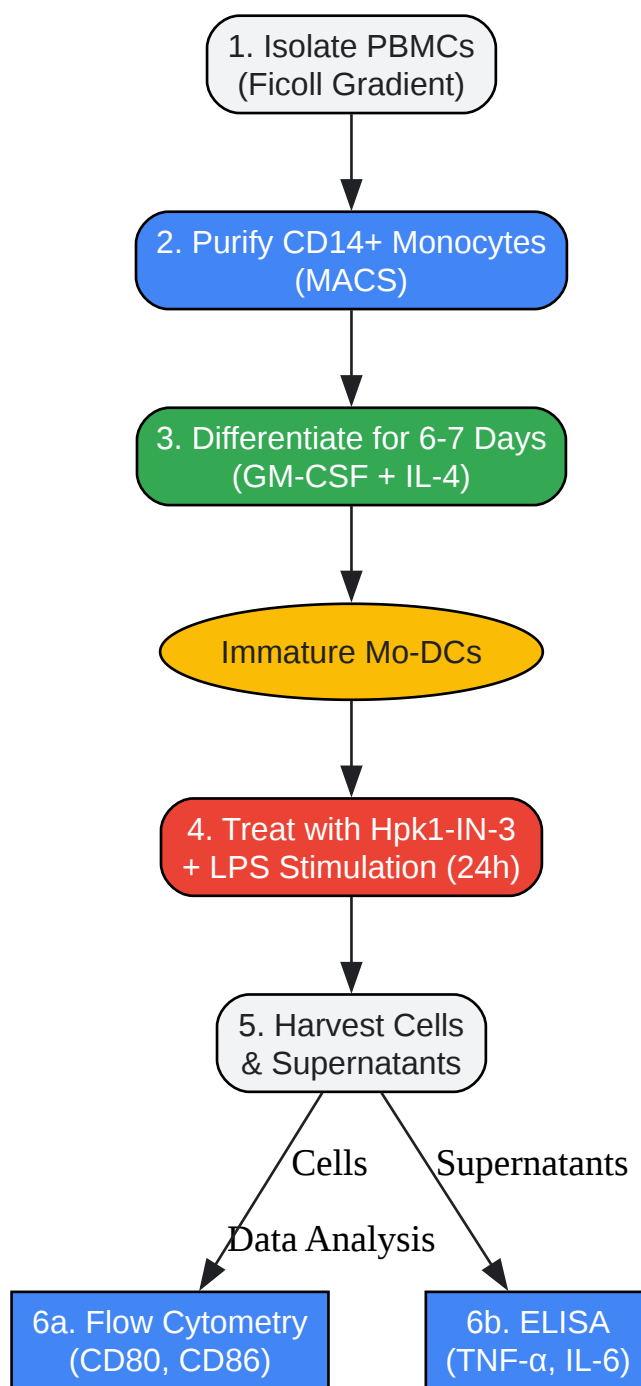 1. Isolate PBMCs
(Ficoll Gradient)
2. Purify CD14+ Monocytes
(MACS)
3. Differentiate for 6-7 Days
(GM-CSF + IL-4)
Immature Mo-DCs
4. Treat with Hpk1-IN-3
+ LPS Stimulation (24h)
5. Harvest Cells
& Supernatants
Cells
Supernatants
Data Analysis
6a. Flow Cytometry
(CD80, CD86)
6b. ELISA
(TNF-α, IL-6)